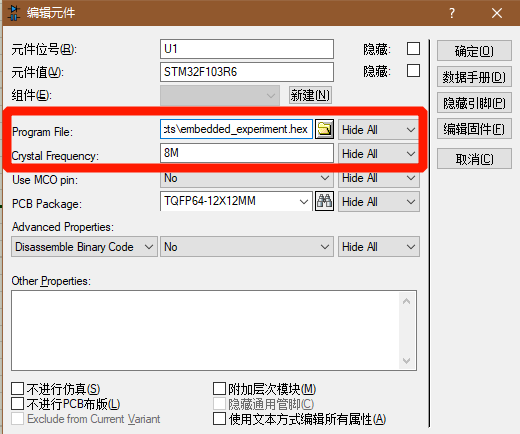 编辑元件
元件位号(R): U1 隐藏: 确定(O)
元件值(V): STM32F103R6 隐藏: 数据手册(D)
组件(E): 新建(N) 隐藏引脚(P)
Program File: :ts\embedded_experiment.hex Hide All 编辑固件(F)
Crystal Frequency: 8M Hide All 取消(C)
Use MCO pin: No Hide All
PCB Package: TQFP64-12X12MM Hide All
Advanced Properties:
Disassemble Binary Code No Hide All
Other Properties:
不进行仿真(S) 附加层次模块(M)
不进行PCB布版(L) 隐藏通用管脚(C)
Exclude from Current Variant 使用文本方式编辑所有属性(A)